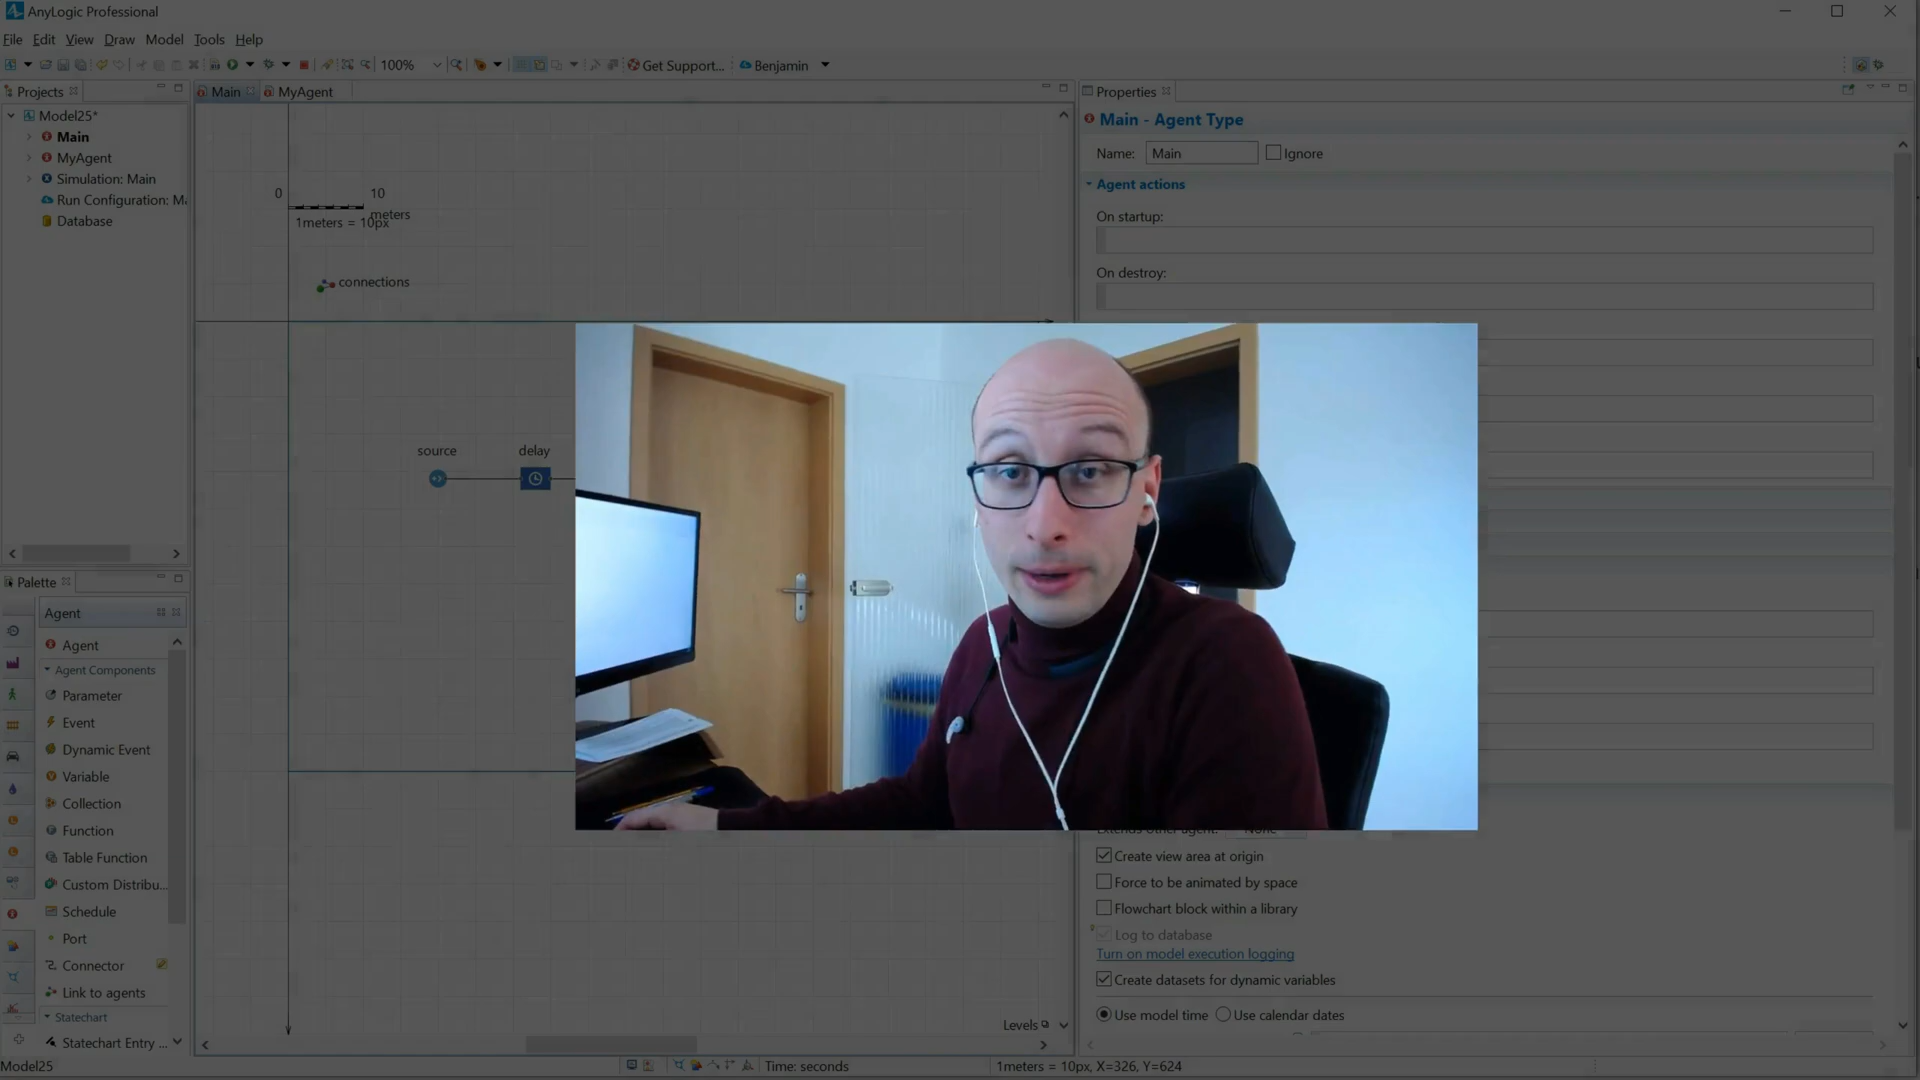 AnyLogic Professional
File Edit View Draw Model Tools Help
100% Get Support... Benjamin
Projects
Model25*
Main
MyAgent
Simulation: Main
Run Configuration: Ma
Database
Main MyAgent
0 10
meters
1meters = 10px
connections
source delay
Levels
Properties
Main - Agent Type
Name: Main Ignore
Agent actions
On startup:
On destroy:
Create view area at origin
Force to be animated by space
Flowchart block within a library
Log to database
Turn on model execution logging
Create datasets for dynamic variables
Use model time Use calendar dates
Palette
Agent
Agent
Agent Components
Parameter
Event
Dynamic Event
Variable
Collection
Function
Table Function
Custom Distribu...
Schedule
Port
Connector
Link to agents
Statechart
Statechart Entry ...
Model25 Time: seconds 1meters = 10px, X=326, Y=624